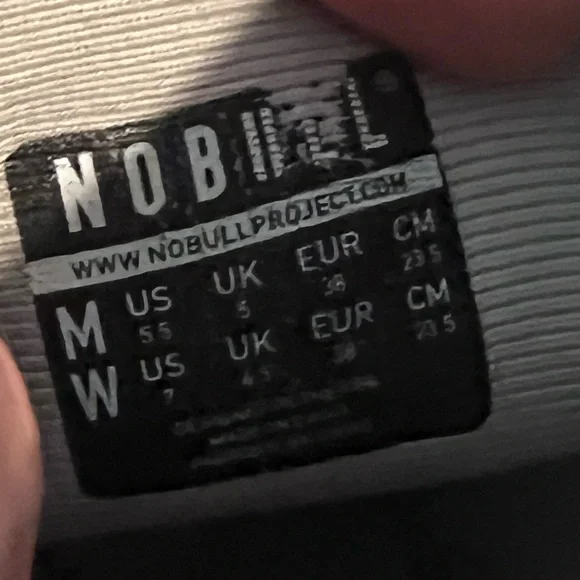 NOBULL
WWW.NOBULLPROJECT.COM
M US UK EUR CM
5.5 5 38 23.5
W US UK EUR CM
7 4.5 38 23.5